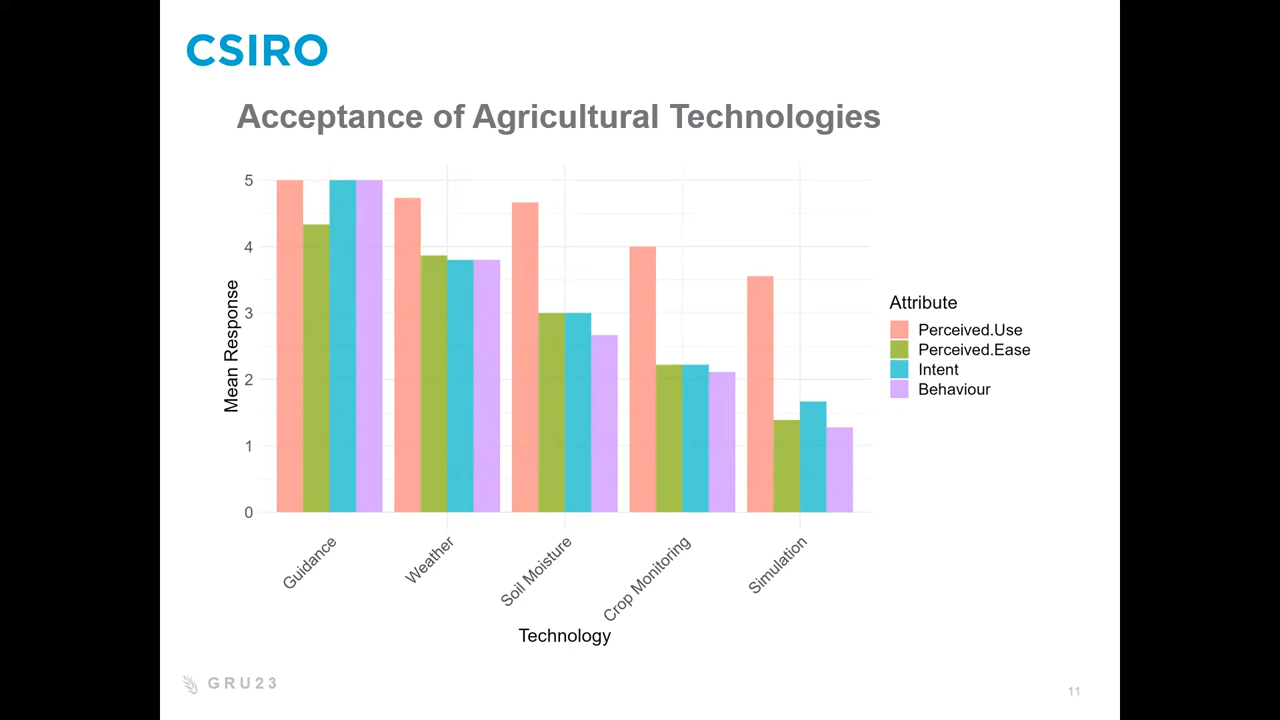 CSIRO
Acceptance of Agricultural Technologies
5
4
3
2
1
0
Mean Response
Guidance
Weather
Soil Moisture
Crop Monitoring
Simulation
Technology
Attribute
Perceived.Use
Perceived.Ease
Intent
Behaviour
GRU23
11